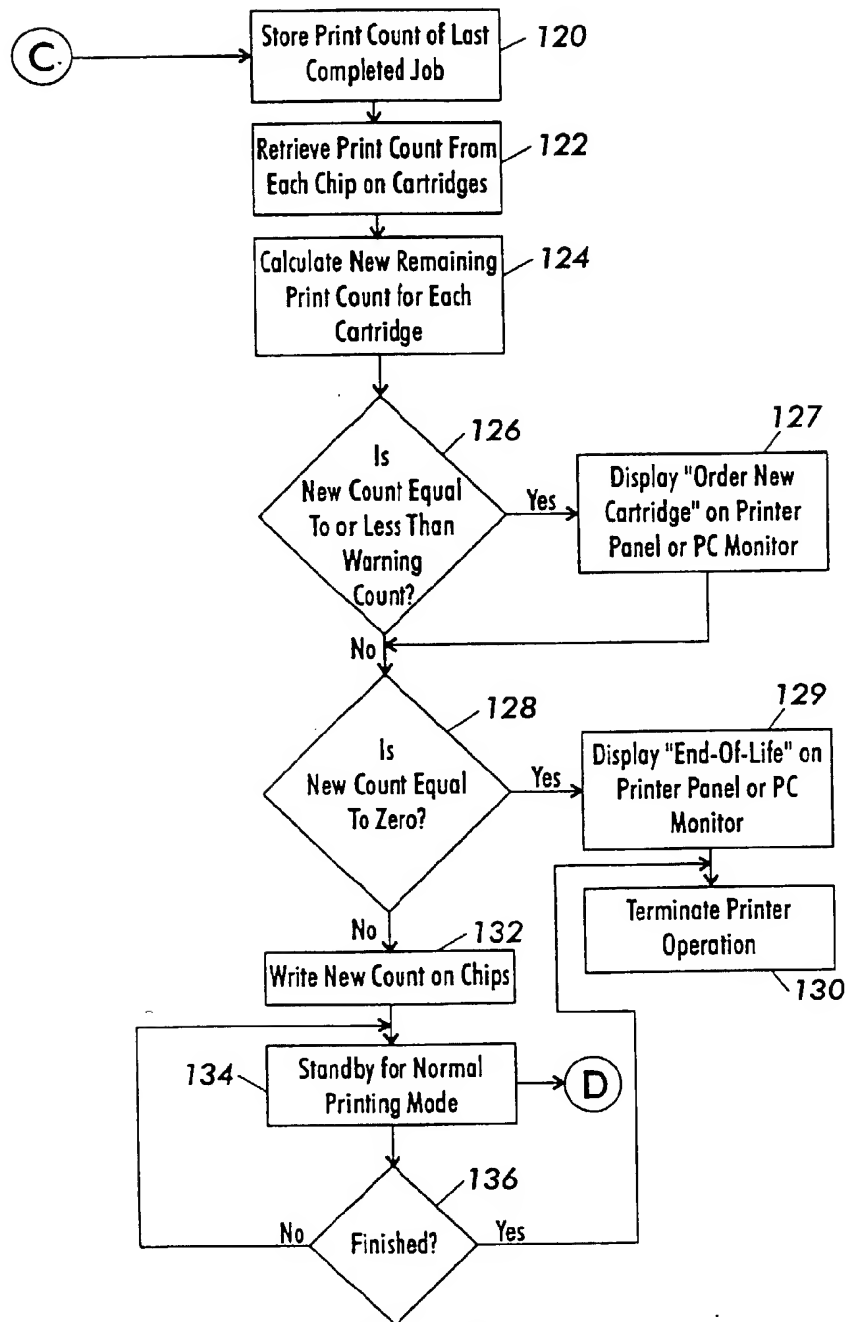 C
Store Print Count of Last
Completed Job
120
Retrieve Print Count From
Each Chip on Cartridges
122
Calculate New Remaining
Print Count for Each
Cartridge
124
Is
New Count Equal
To or Less Than
Warning
Count?
126
Yes
Display "Order New
Cartridge" on Printer
Panel or PC Monitor
127
No
Is
New Count Equal
To Zero?
128
Yes
Display "End-Of-Life" on
Printer Panel or PC
Monitor
129
Terminate Printer
Operation
130
No
132
Write New Count on Chips
134
Standby for Normal
Printing Mode
D
136
No
Finished?
Yes